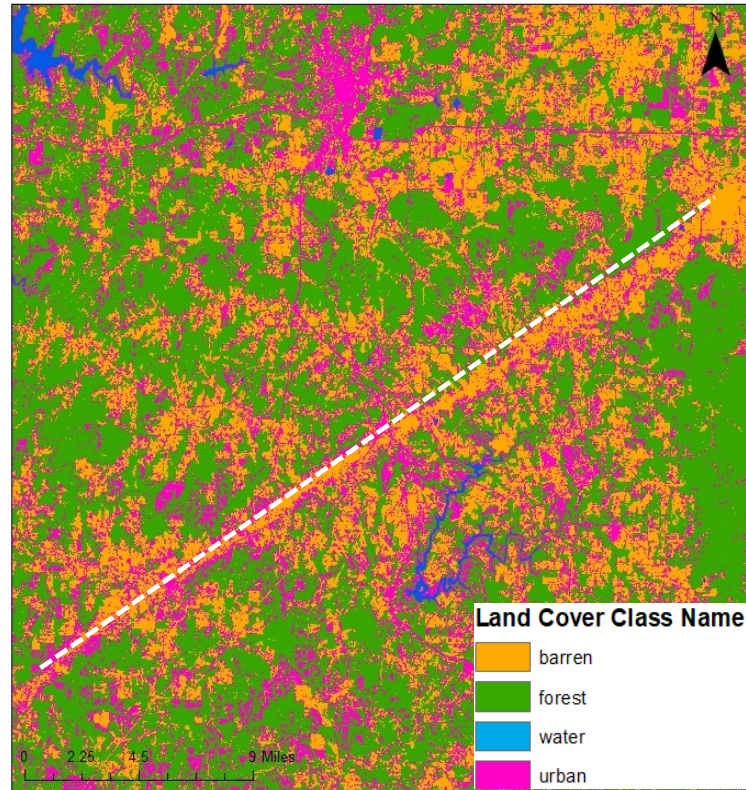 N
Land Cover Class Name
barren
forest
water
urban
0 2.25 4.5 9 Miles